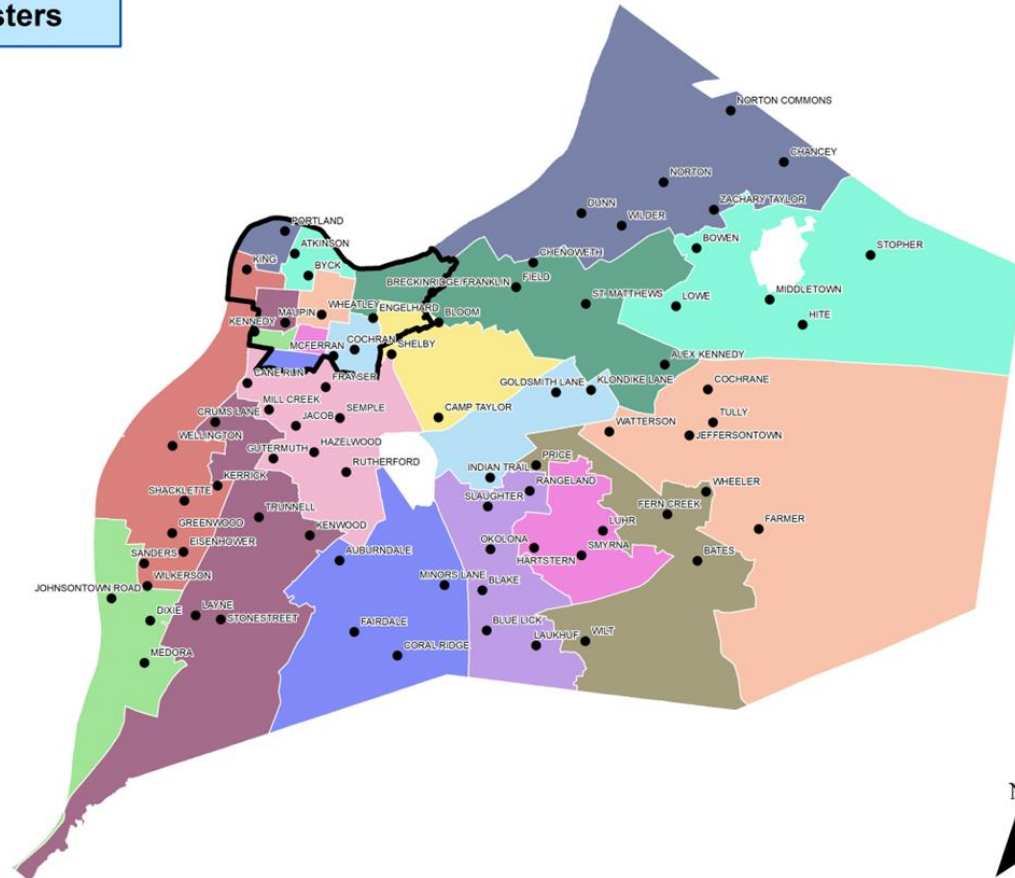 sters
NORTON COMMONS
CHANCEY
NORTON
ZACHARY TAYLOR
DUNN
WILDER
PORTLAND
BOWEN
STOPHER
ATKINSON
CHENOWETH
KING
BYCK
FIELD
BRECKINRIDGE/FRANKLIN
MIDDLETOWN
ST. MATTHEWS
LOWE
WHEATLEY
ENGELHARD
MAUPIN
BLOOM
HITE
KENNEDY
COCHRAN
MCFERRAN
SHELBY
ALEX KENNEDY
CANE RUN
FRAYSER
GOLDSMITH LANE
KLONDIKE LANE
COCHRANE
MILL CREEK
CRUMS LANE
JACOB
SEMPLE
CAMP TAYLOR
TULLY
WATTERSON
JEFFERSONTOWN
WELLINGTON
HAZELWOOD
GUTERMUTH
PRICE
RUTHERFORD
INDIAN TRAIL
KERRICK
RANGELAND
WHEELER
SHACKLETTE
SLAUGHTER
FERN CREEK
TRUNNELL
FARMER
GREENWOOD
KENWOOD
LUHR
EISENHOWER
OKOLONA
SMYRNA
SANDERS
AUBURNDALE
HARTSTERN
BATES
WILKERSON
MINORS LANE
BLAKE
JOHNSONTOWN ROAD
DIXIE
LAYNE
STONESTREET
FAIRDALE
BLUE LICK
WILT
LAUKHUF
CORAL RIDGE
MEDORA
N